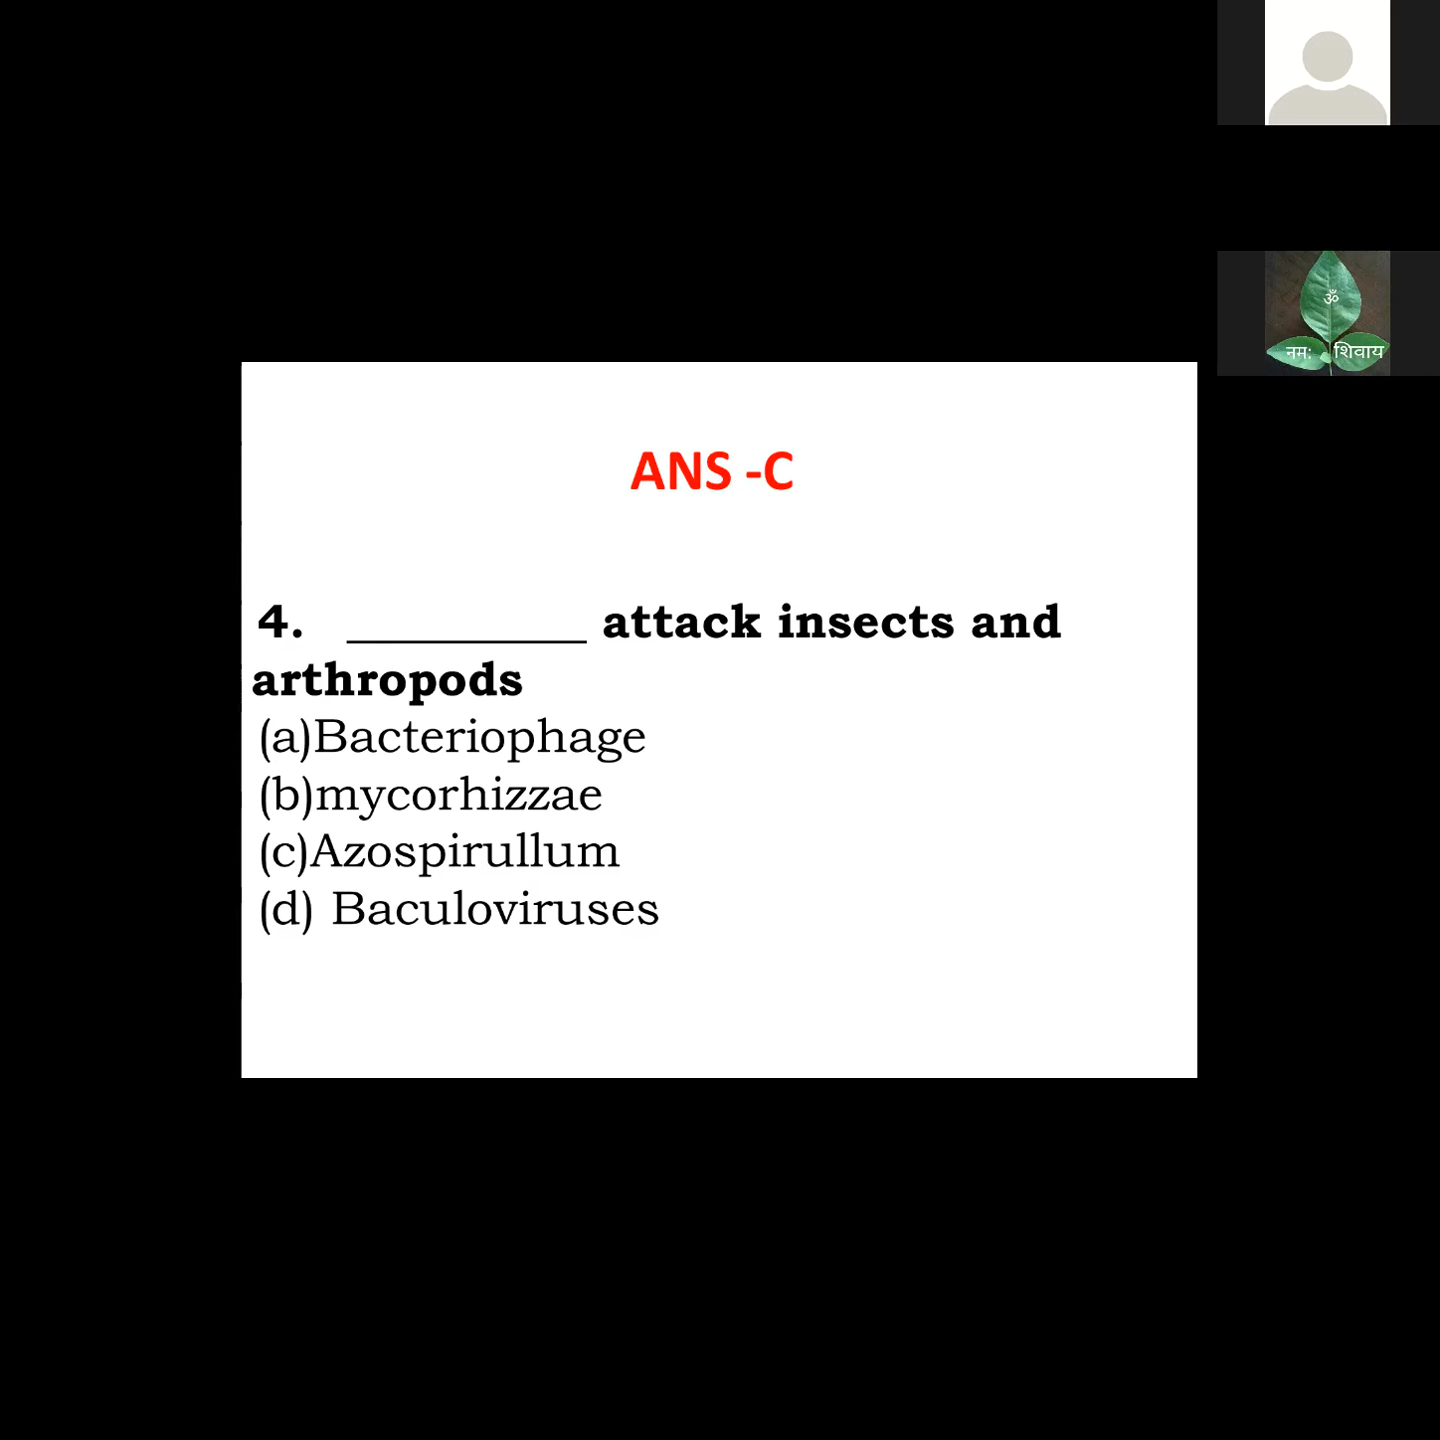 ॐ
नमः शिवाय
ANS -C
4. __________ attack insects and
arthropods
(a)Bacteriophage
(b)mycorhizzae
(c)Azospirullum
(d) Baculoviruses